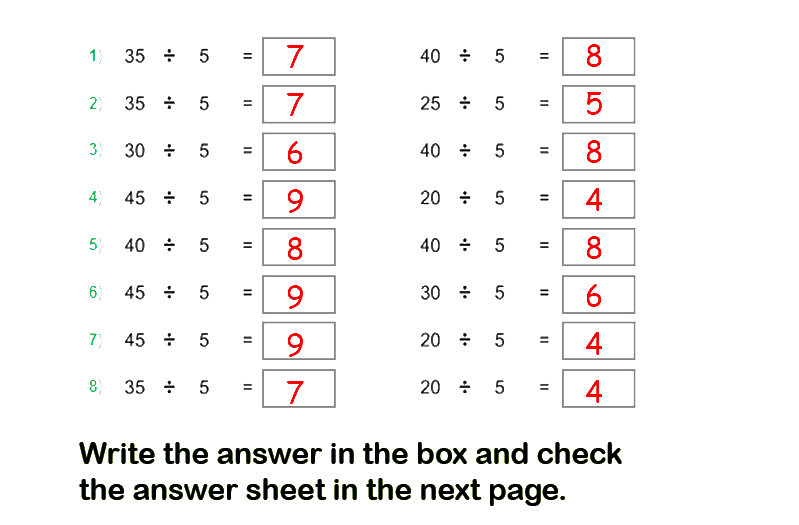 1) 35 ÷ 5 = 7 40 ÷ 5 = 8
2) 35 ÷ 5 = 7 25 ÷ 5 = 5
3) 30 ÷ 5 = 6 40 ÷ 5 = 8
4) 45 ÷ 5 = 9 20 ÷ 5 = 4
5) 40 ÷ 5 = 8 40 ÷ 5 = 8
6) 45 ÷ 5 = 9 30 ÷ 5 = 6
7) 45 ÷ 5 = 9 20 ÷ 5 = 4
8) 35 ÷ 5 = 7 20 ÷ 5 = 4
Write the answer in the box and check
the answer sheet in the next page.